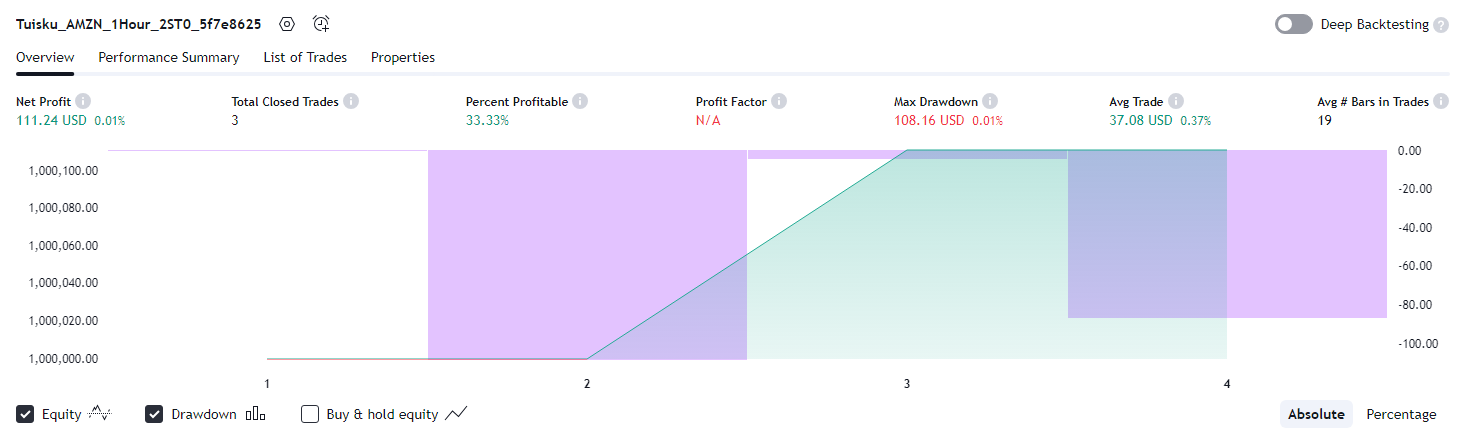 Tuisku_AMZN_1Hour_2ST0_5f7e8625
Deep Backtesting ?
Overview Performance Summary List of Trades Properties
Net Profit i Total Closed Trades i Percent Profitable i Profit Factor i Max Drawdown i Avg Trade i Avg # Bars in Trades i
111.24 USD 0.01% 3 33.33% N/A 108.16 USD 0.01% 37.08 USD 0.37% 19
0.00
1,000,100.00
-20.00
1,000,080.00
-40.00
1,000,060.00
-60.00
1,000,040.00
-80.00
1,000,020.00
-100.00
1,000,000.00
1 2 3 4
Equity Drawdown Buy & hold equity Absolute Percentage